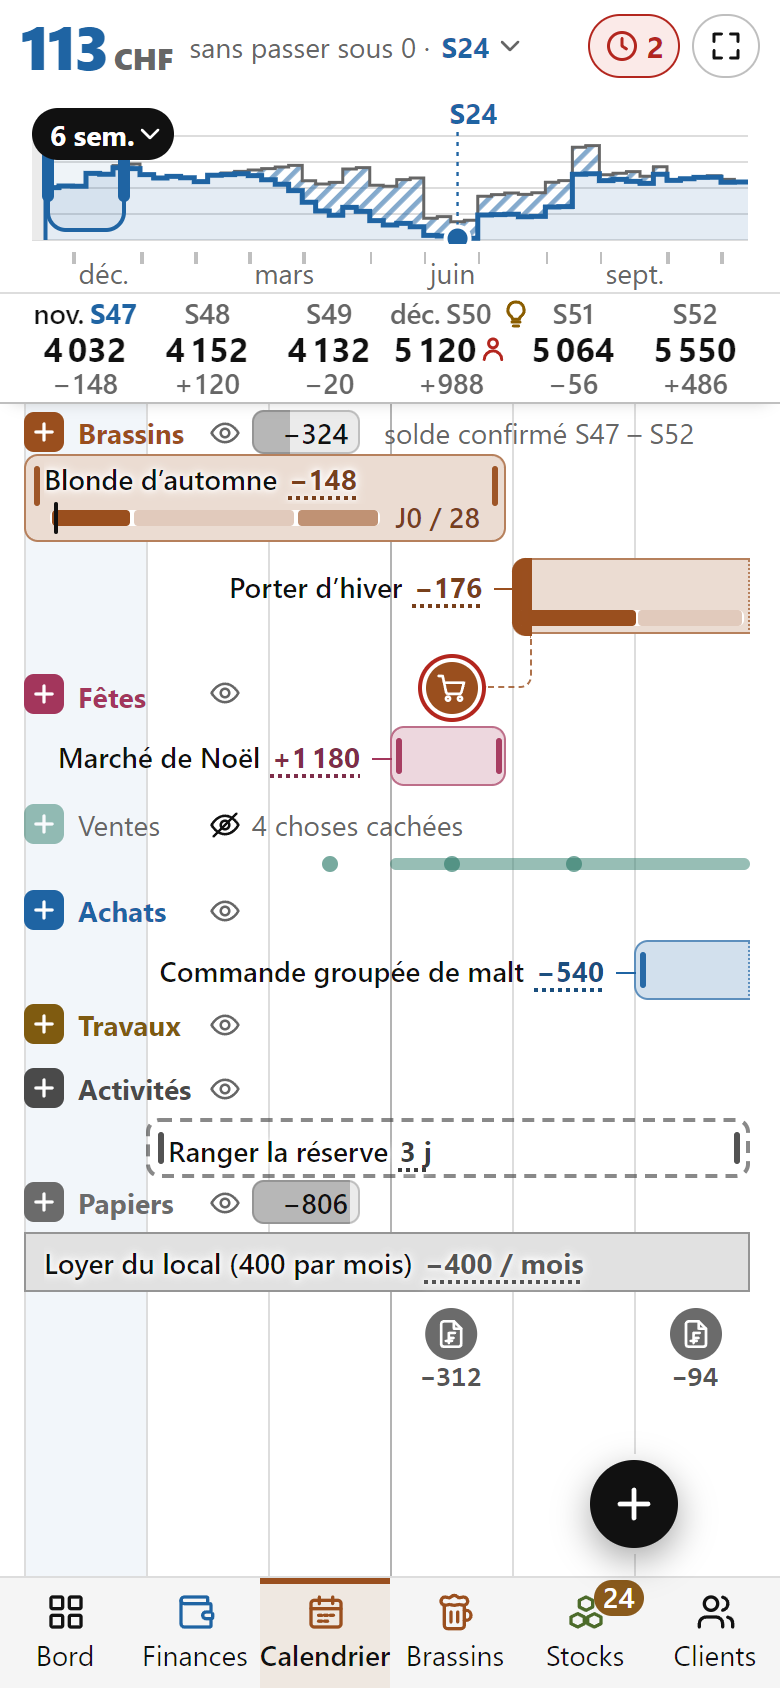 113 CHF sans passer sous 0 · S24
2
S24
6 sem.
déc. mars juin sept.
nov. S47 S48 S49 déc. S50 S51 S52
4 032 4 152 4 132 5 120 5 064 5 550
−148 +120 −20 +988 −56 +486
Brassins −324 solde confirmé S47 – S52
Blonde d’automne −148
J0 / 28
Porter d’hiver −176
Fêtes
Marché de Noël +1 180
Ventes 4 choses cachées
Achats
Commande groupée de malt −540
Travaux
Activités
Ranger la réserve 3 j
Papiers −806
Loyer du local (400 par mois) −400 / mois
−312 −94
24
Bord Finances Calendrier Brassins Stocks Clients